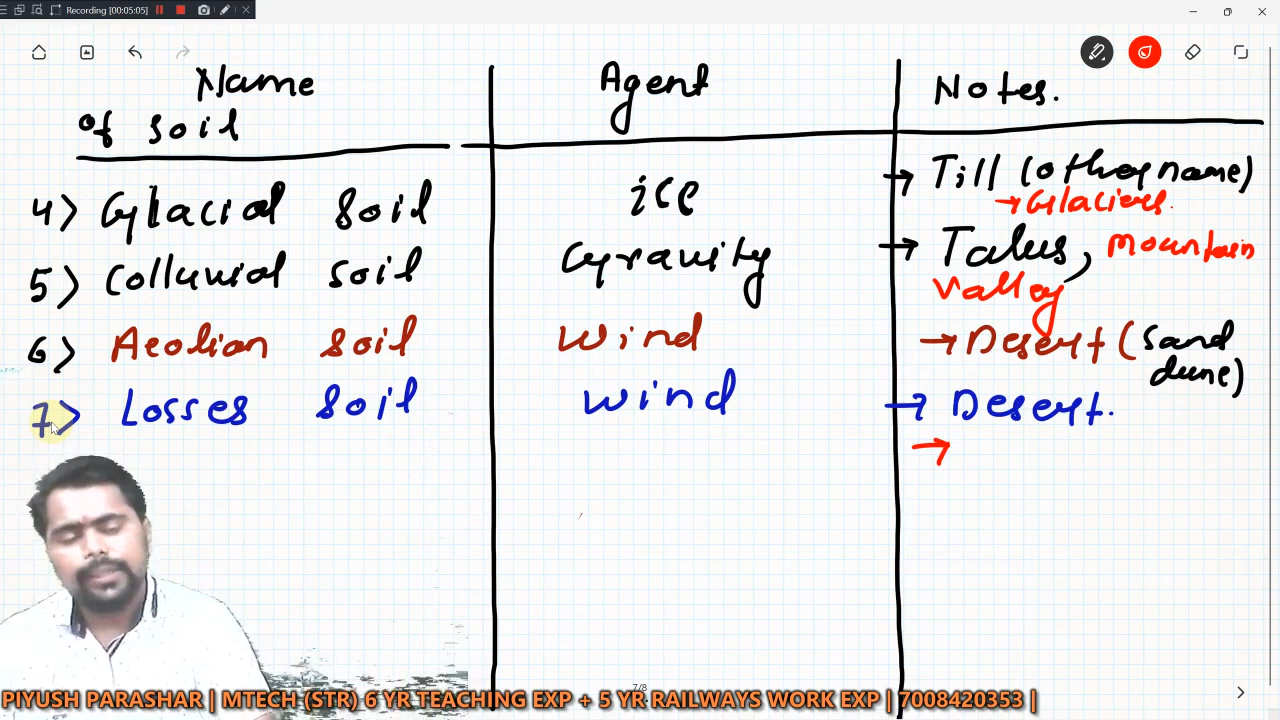 Recording [00:05:05]
Name of soil
Agent
Notes.
4> Glacial Soil
ice
→ Till (other name)
→ Glaciers.
5> Colluvial Soil
Gravity
→ Talus, mountain valley
6> Aeolian Soil
Wind
→ Desert (Sand dune)
7> Losses Soil
wind
→ Desert.
→
7/8
PIYUSH PARASHAR | MTECH (STR) 6 YR TEACHING EXP + 5 YR RAILWAYS WORK EXP | 7008420353 |